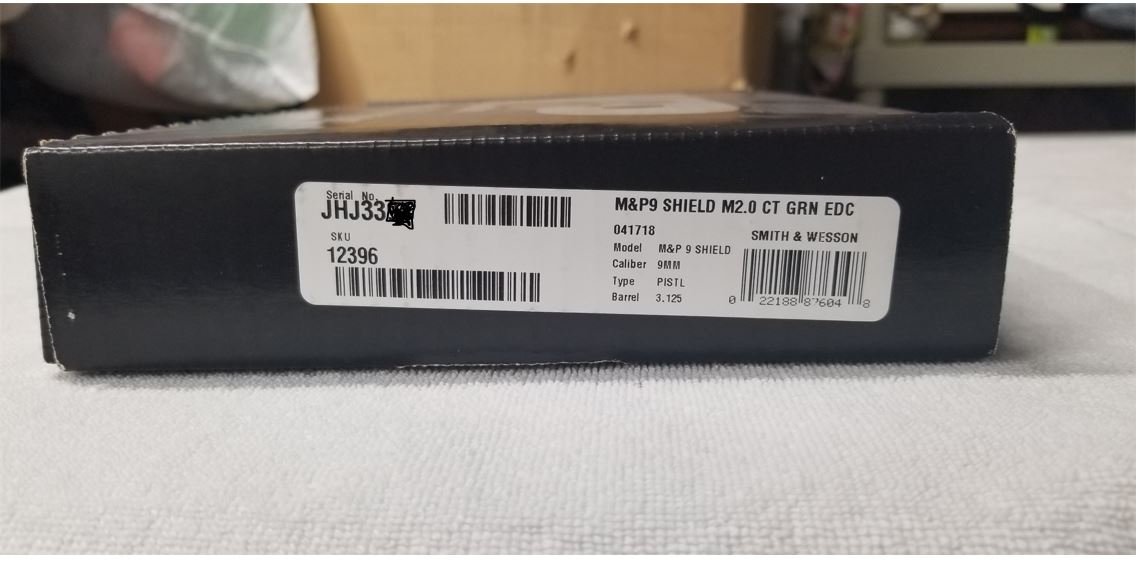 Serial No.
JHJ33
SKU
12396
M&P9 SHIELD M2.0 CT GRN EDC
041718
SMITH & WESSON
Model M&P 9 SHIELD
Caliber 9MM
Type PISTL
Barrel 3.125
0 22188 87604 8